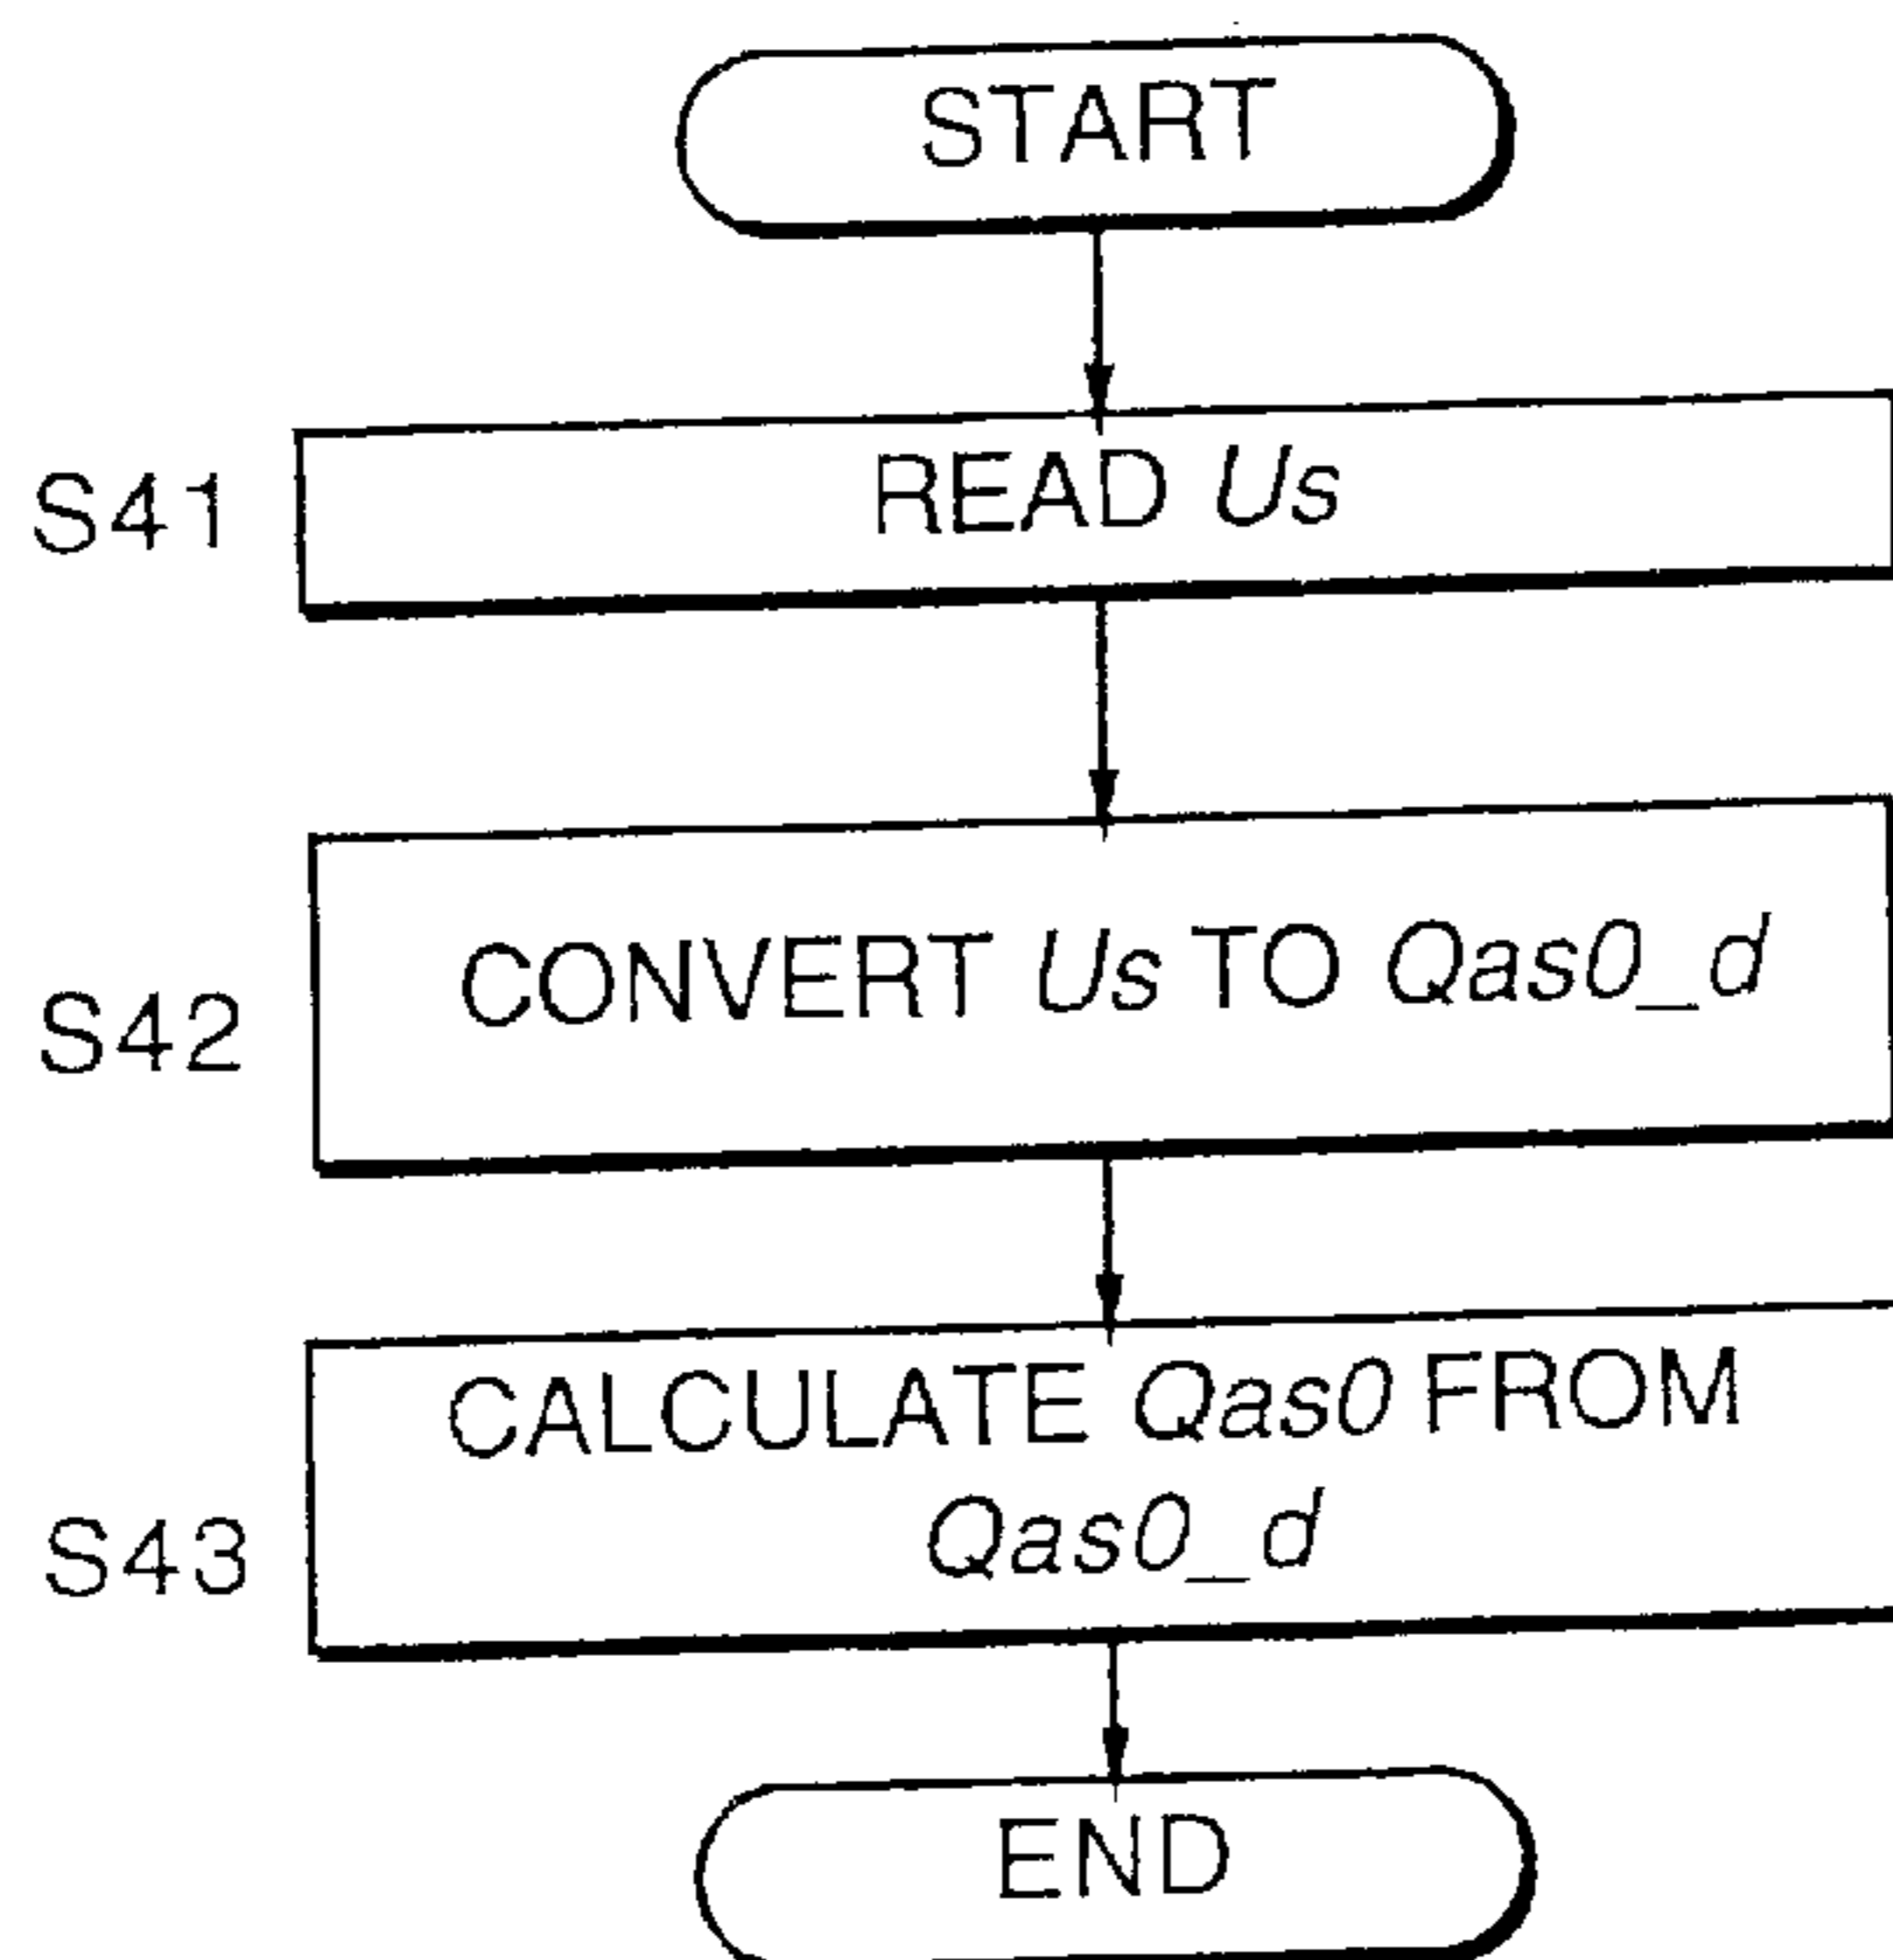 START
S41
READ Us
S42
CONVERT Us TO Qas0_d
S43
CALCULATE Qas0 FROM
Qas0_d
END